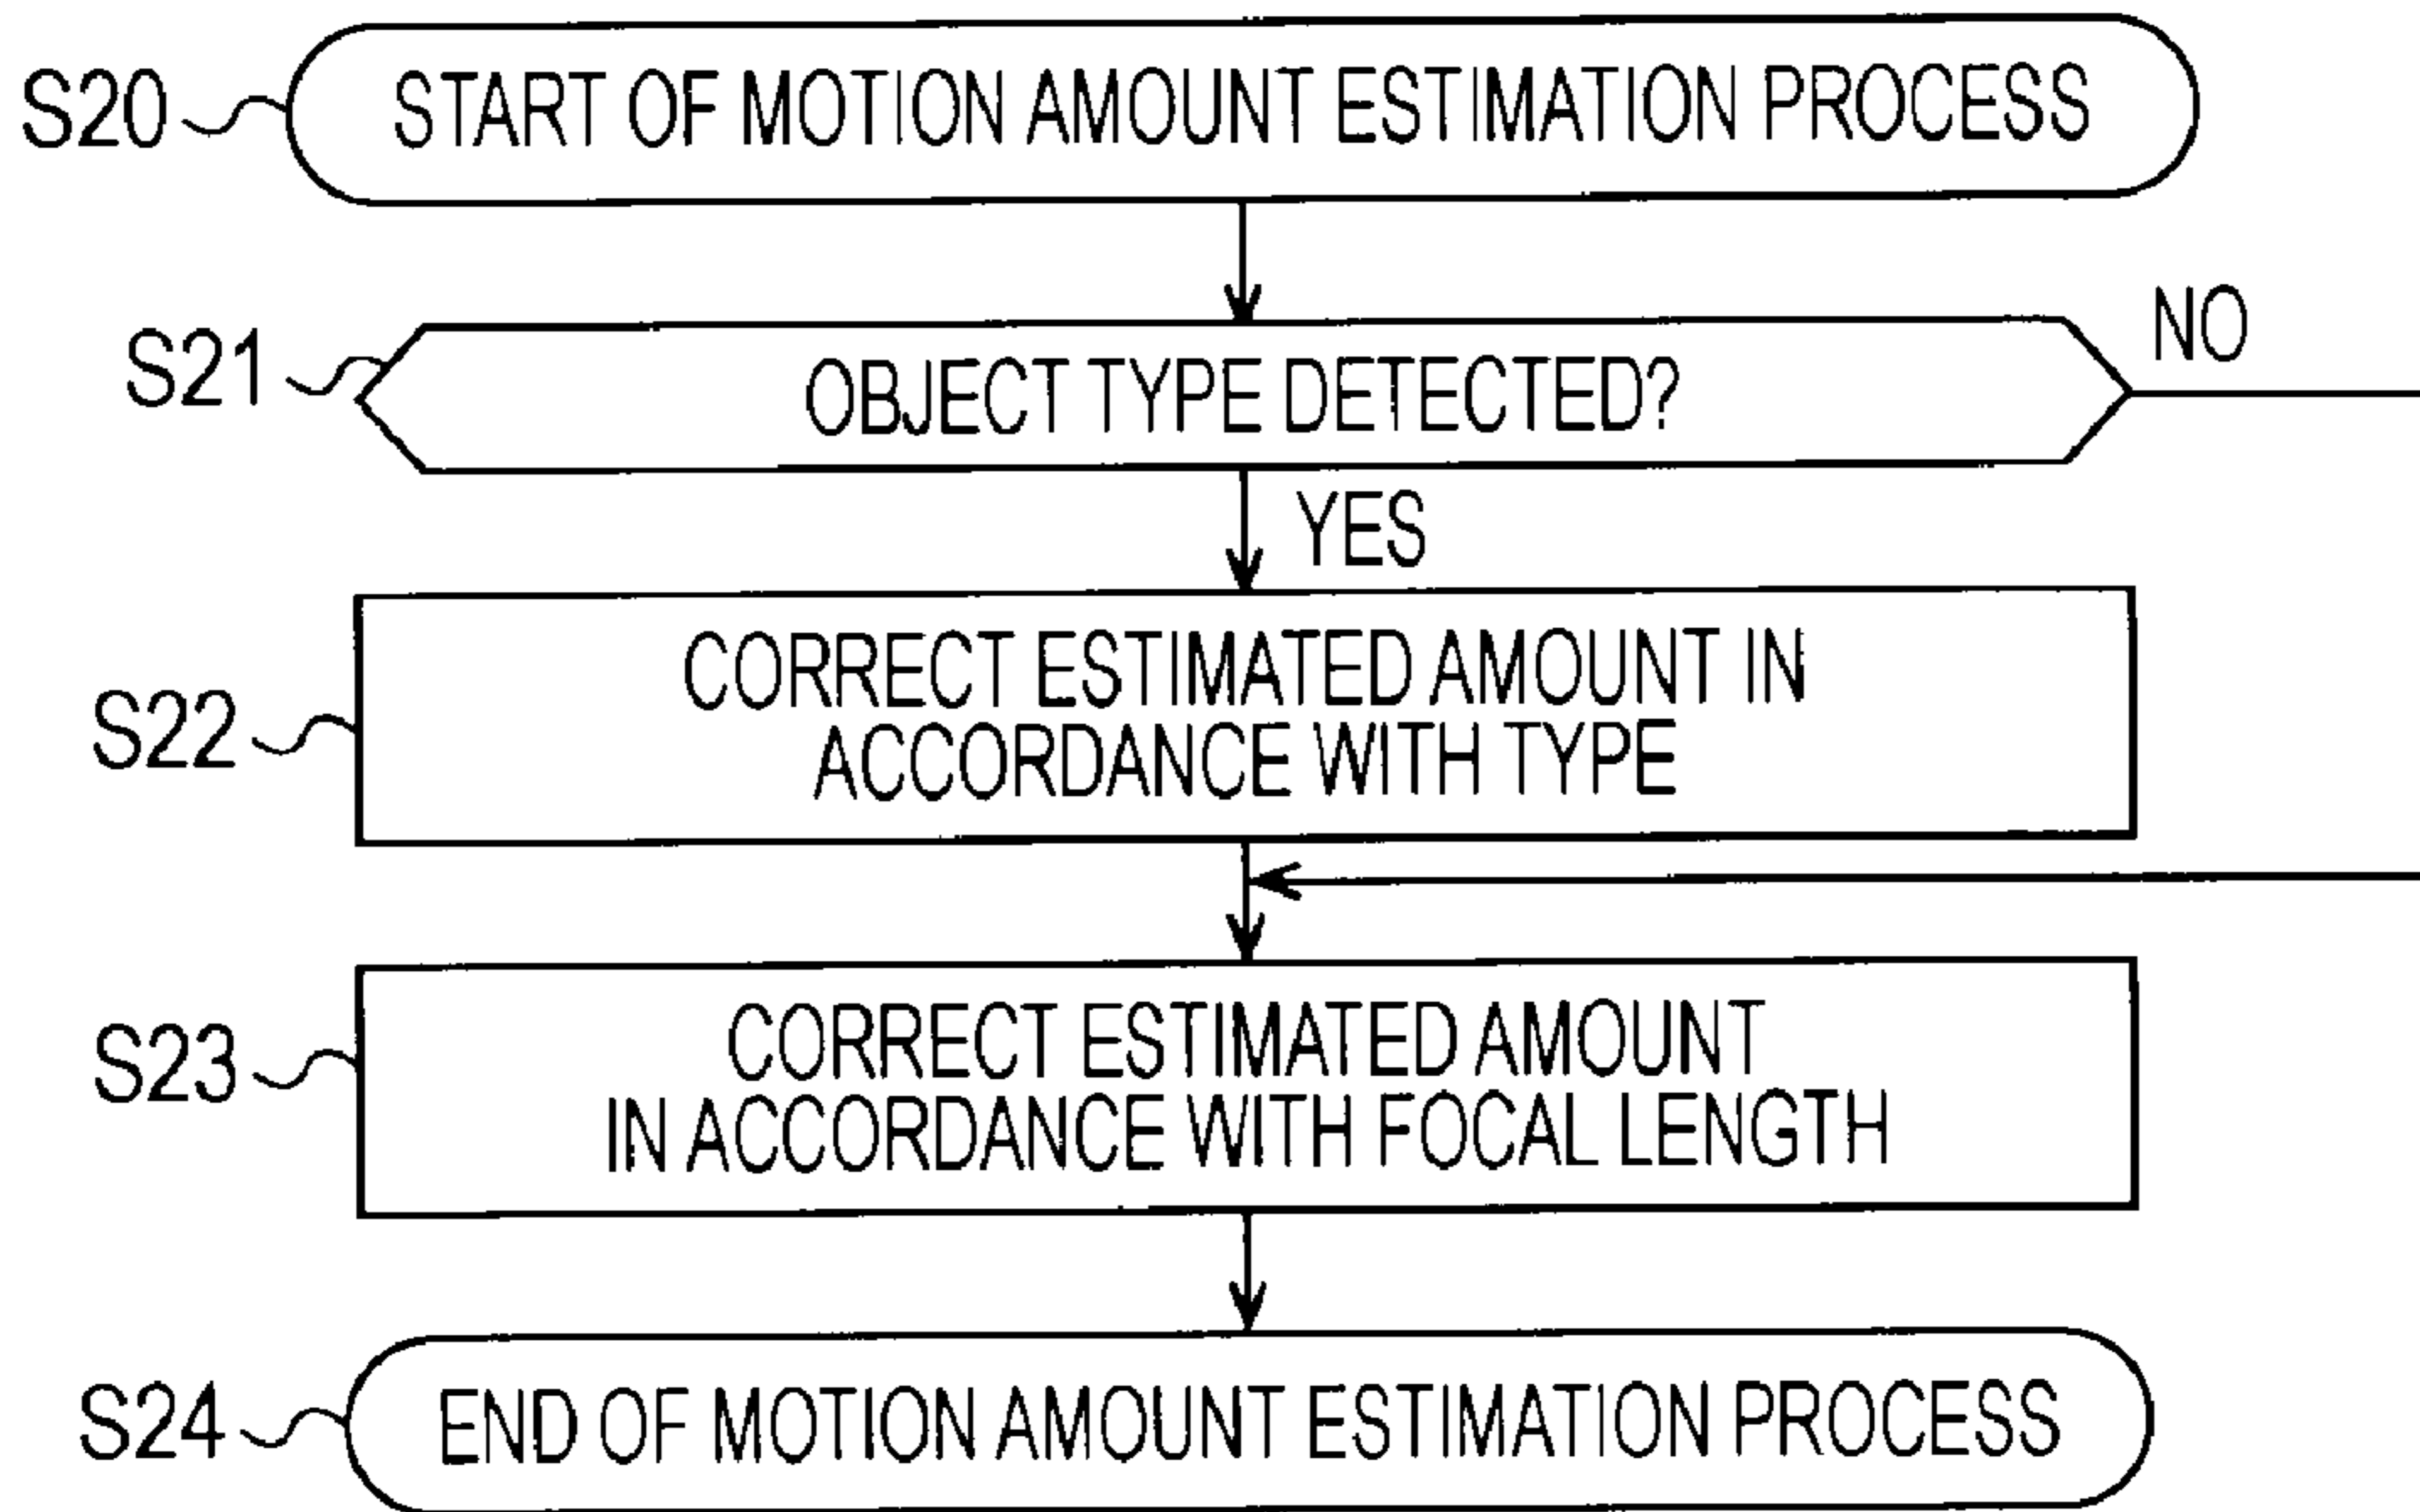 S20
START OF MOTION AMOUNT ESTIMATION PROCESS
S21
OBJECT TYPE DETECTED?
NO
YES
S22
CORRECT ESTIMATED AMOUNT IN
ACCORDANCE WITH TYPE
S23
CORRECT ESTIMATED AMOUNT
IN ACCORDANCE WITH FOCAL LENGTH
S24
END OF MOTION AMOUNT ESTIMATION PROCESS